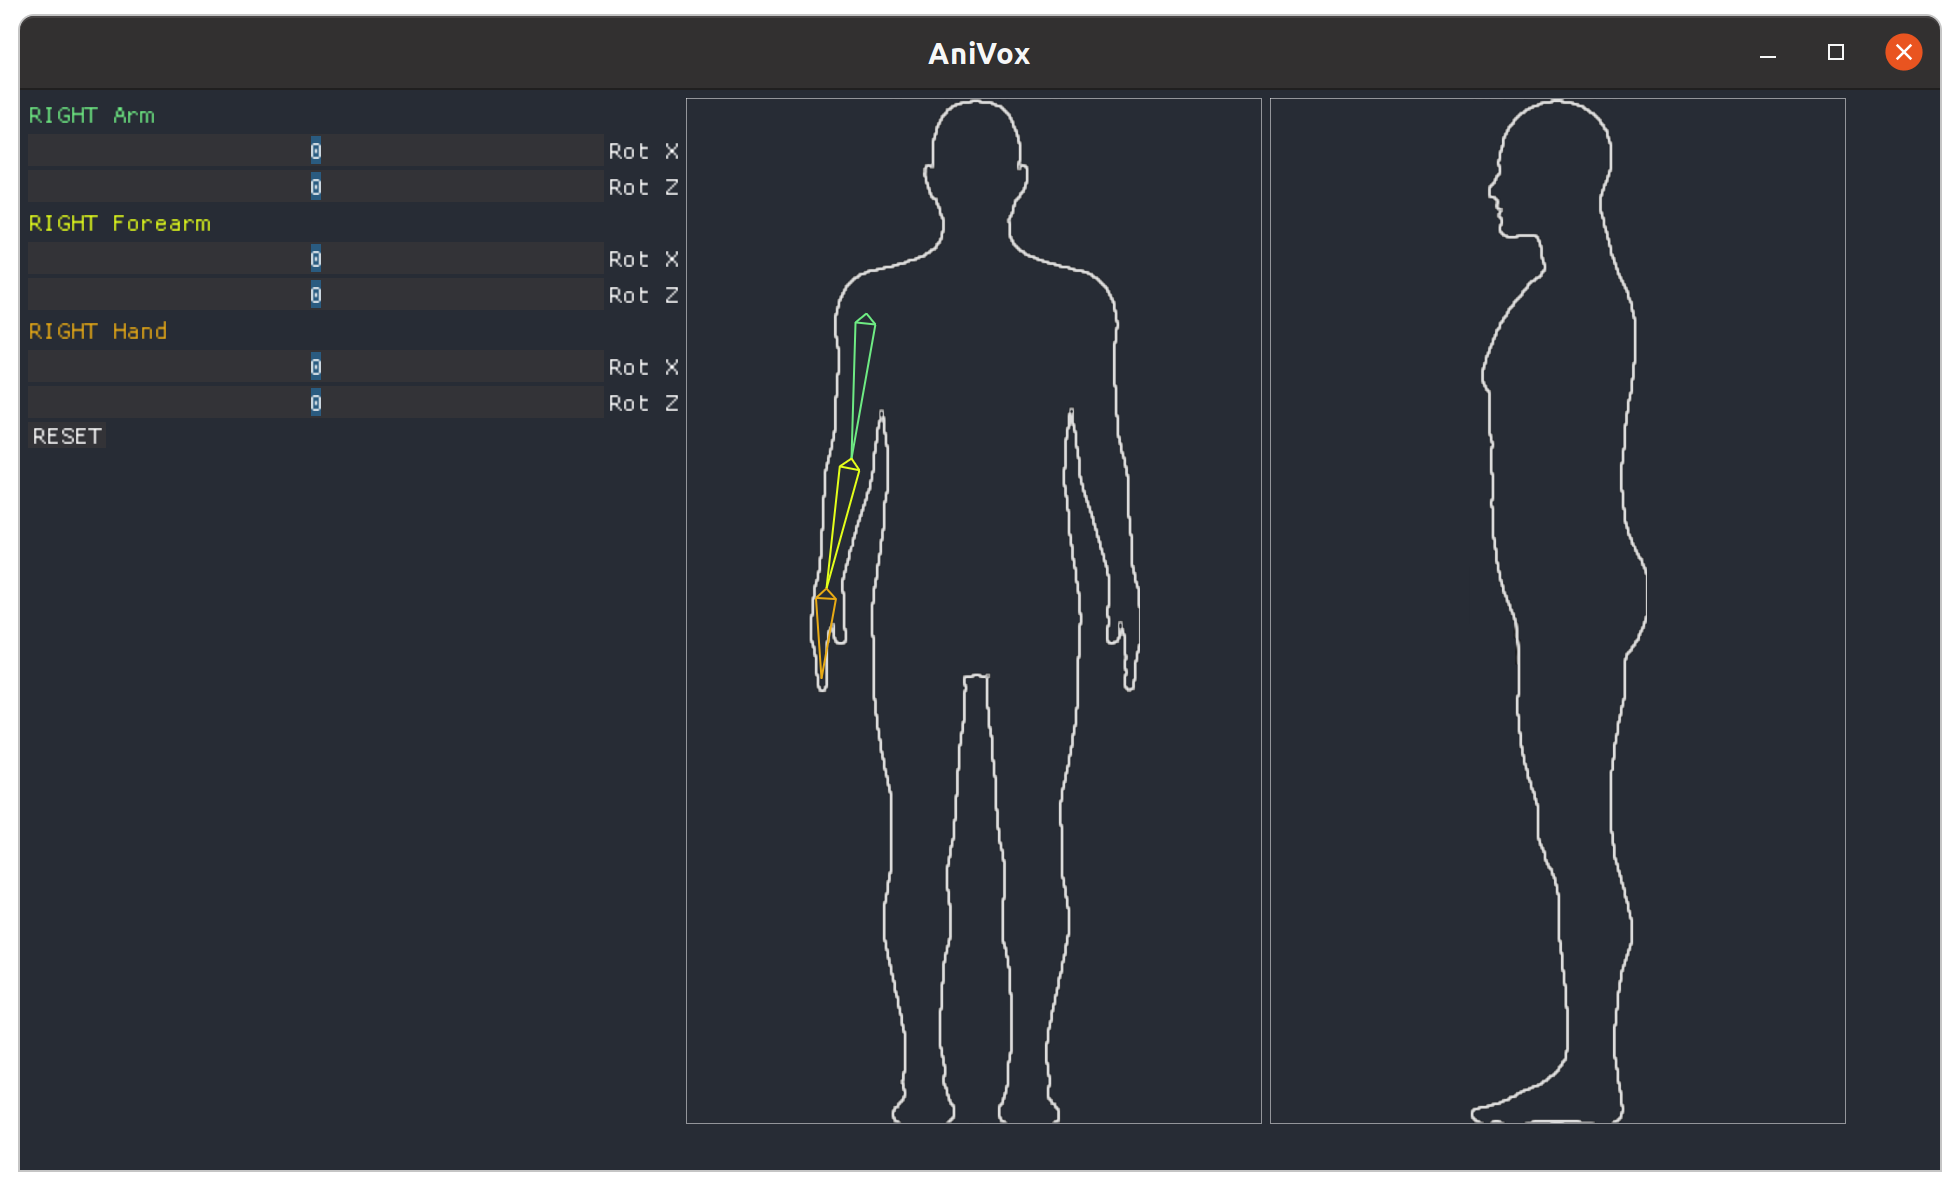 AniVox
RIGHT Arm
0 Rot X
0 Rot Z
RIGHT Forearm
0 Rot X
0 Rot Z
RIGHT Hand
0 Rot X
0 Rot Z
RESET